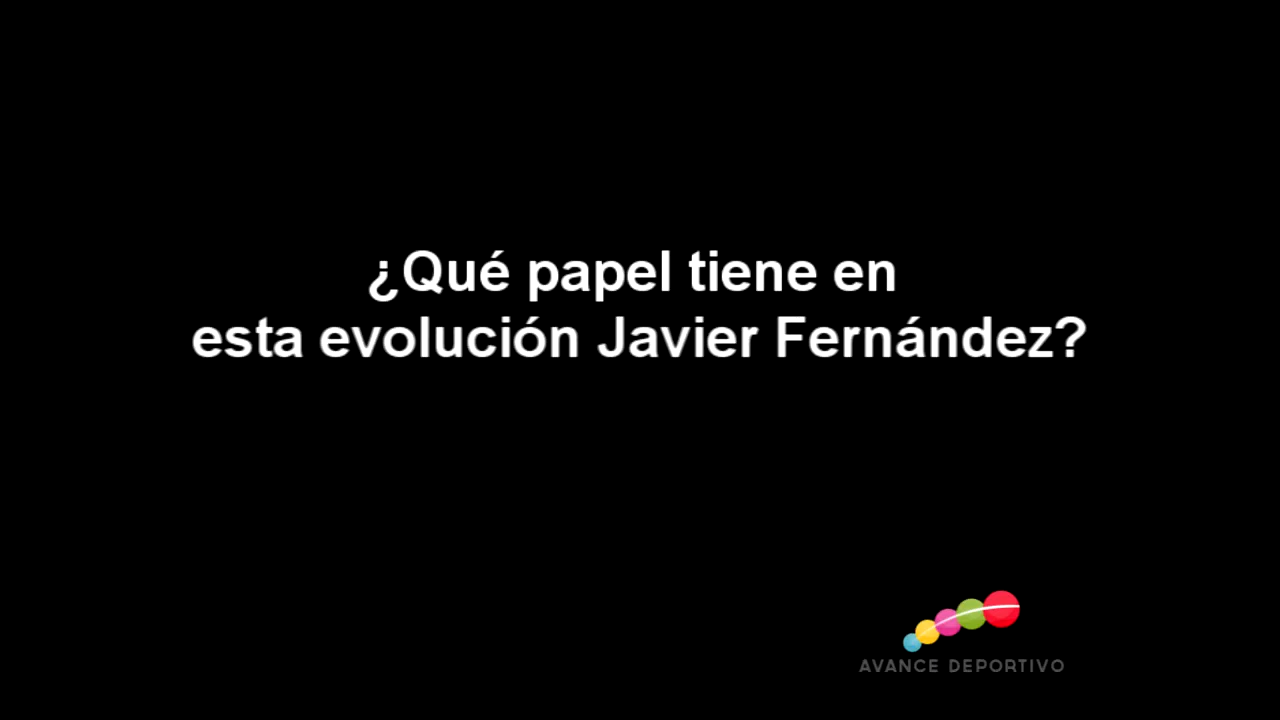 ¿Qué papel tiene en
esta evolución Javier Fernández?
AVANCE DEPORTIVO